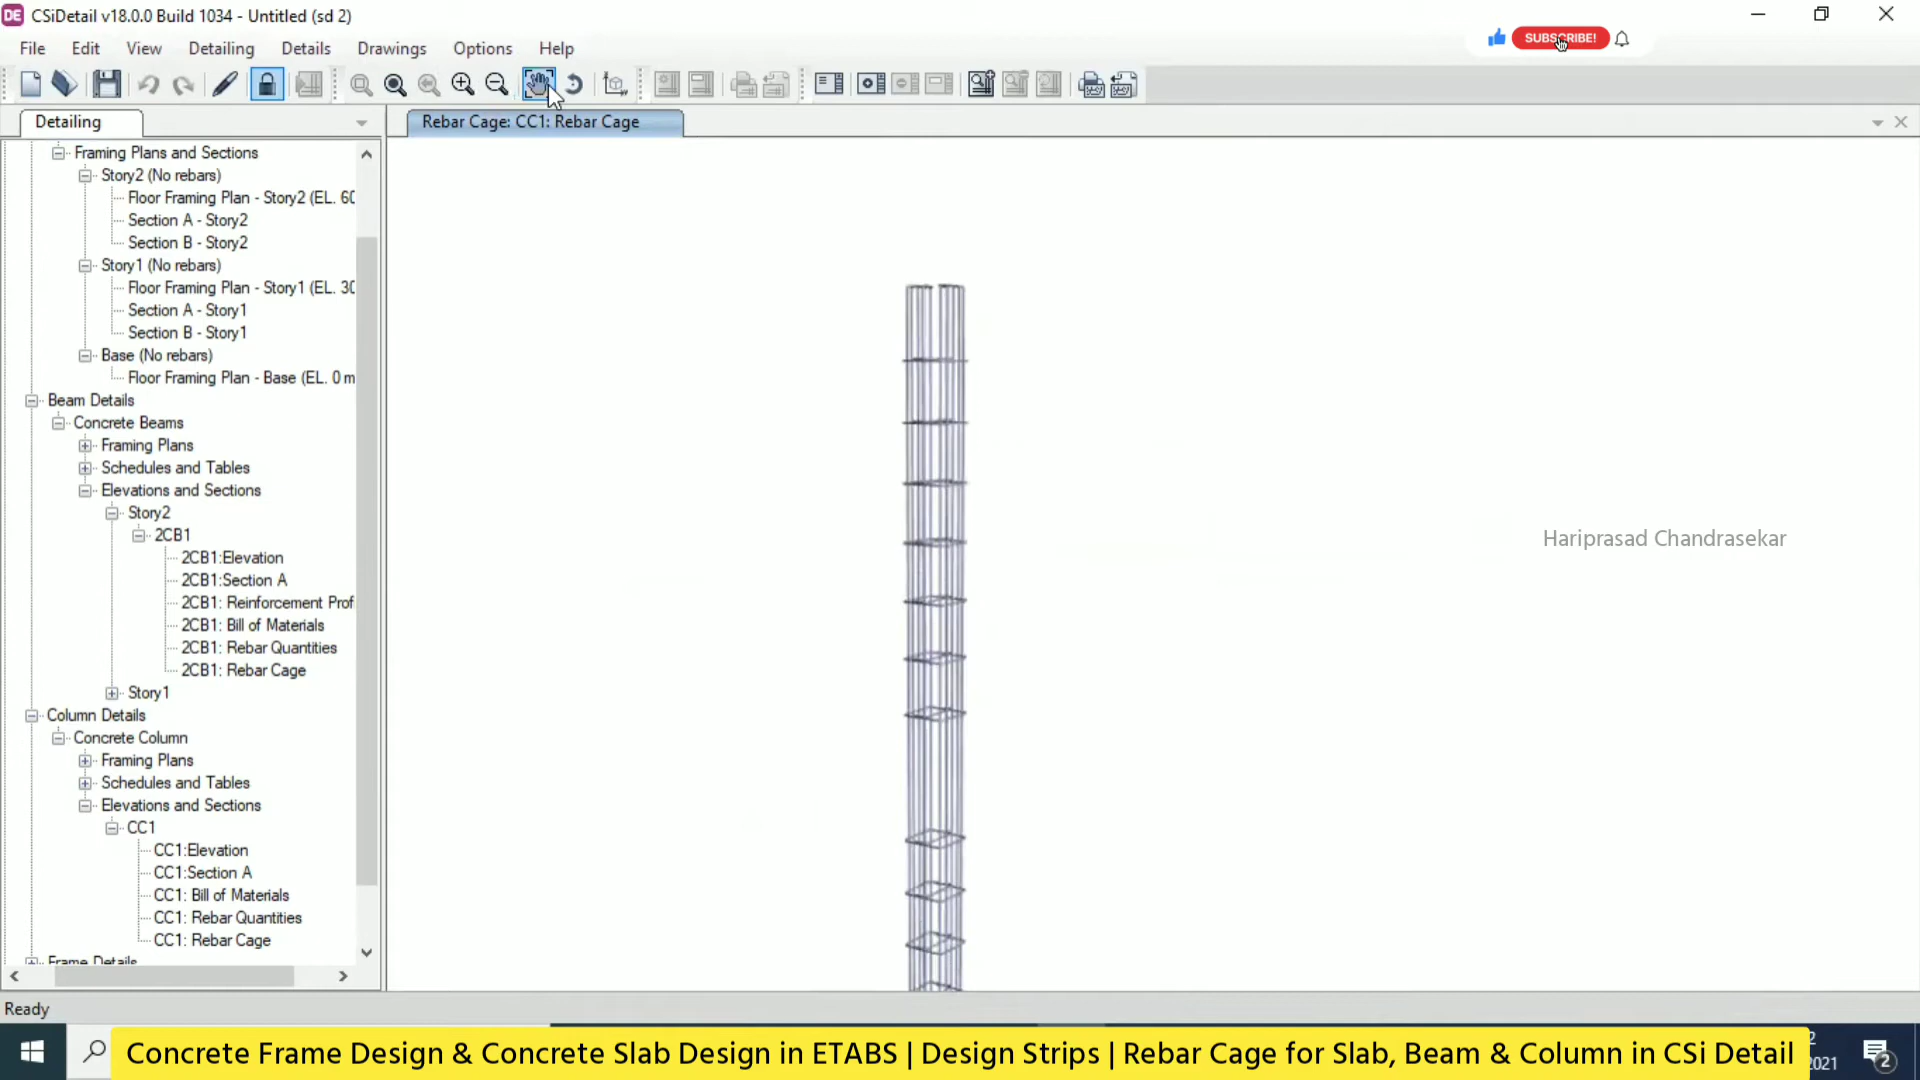 CSiDetail v18.0.0 Build 1034 - Untitled (sd 2)
File Edit View Detailing Details Drawings Options Help
SUBSCRIBE!
Detailing
Rebar Cage: CC1: Rebar Cage
Framing Plans and Sections
Story2 (No rebars)
Floor Framing Plan - Story2 (EL. 60
Section A - Story2
Section B - Story2
Story1 (No rebars)
Floor Framing Plan - Story1 (EL. 30
Section A - Story1
Section B - Story1
Base (No rebars)
Floor Framing Plan - Base (EL. 0 m
Beam Details
Concrete Beams
Framing Plans
Schedules and Tables
Elevations and Sections
Story2
2CB1
2CB1:Elevation
2CB1:Section A
2CB1: Reinforcement Prof
2CB1: Bill of Materials
2CB1: Rebar Quantities
2CB1: Rebar Cage
Story1
Column Details
Concrete Column
Framing Plans
Schedules and Tables
Elevations and Sections
CC1
CC1:Elevation
CC1:Section A
CC1: Bill of Materials
CC1: Rebar Quantities
CC1: Rebar Cage
Frame Details
Hariprasad Chandrasekar
Ready
Concrete Frame Design & Concrete Slab Design in ETABS | Design Strips | Rebar Cage for Slab, Beam & Column in CSi Detail
2021
2